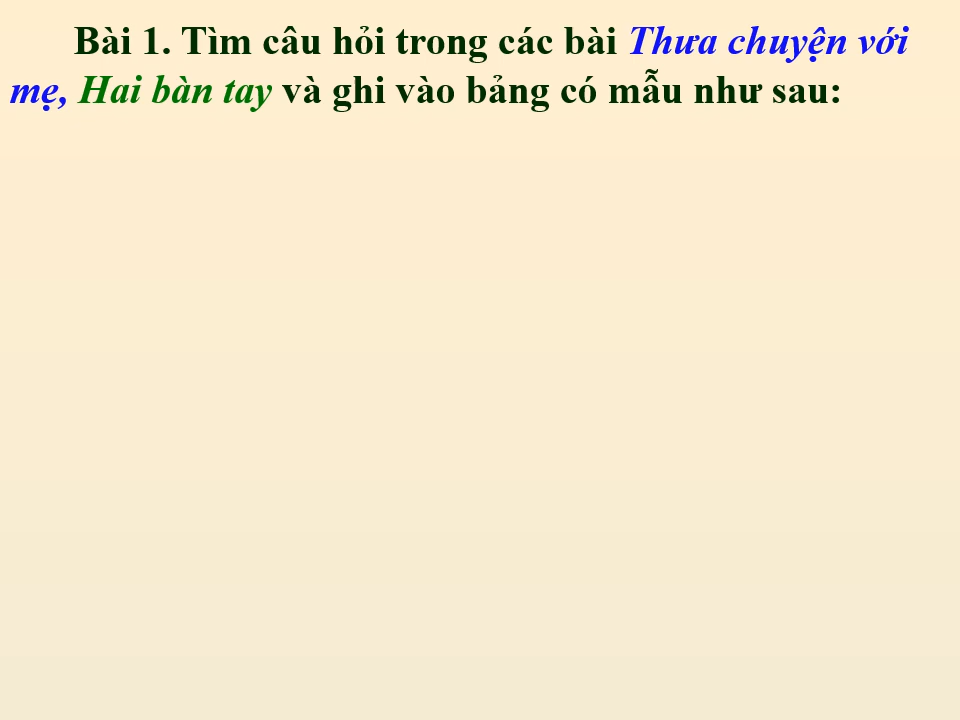 Bài 1. Tìm câu hỏi trong các bài Thưa chuyện với
mẹ, Hai bàn tay và ghi vào bảng có mẫu như sau: